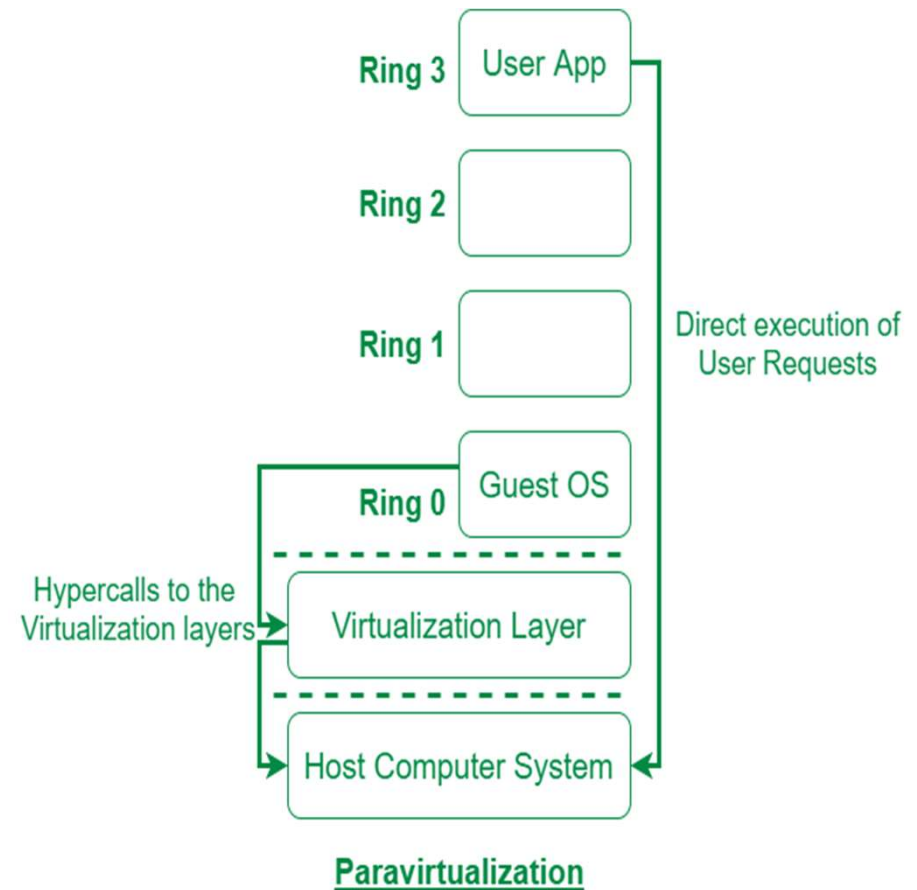 Ring 3
User App
Ring 2
Ring 1
Direct execution of
User Requests
Ring 0
Guest OS
Hypercalls to the
Virtualization layers
Virtualization Layer
Host Computer System
Paravirtualization